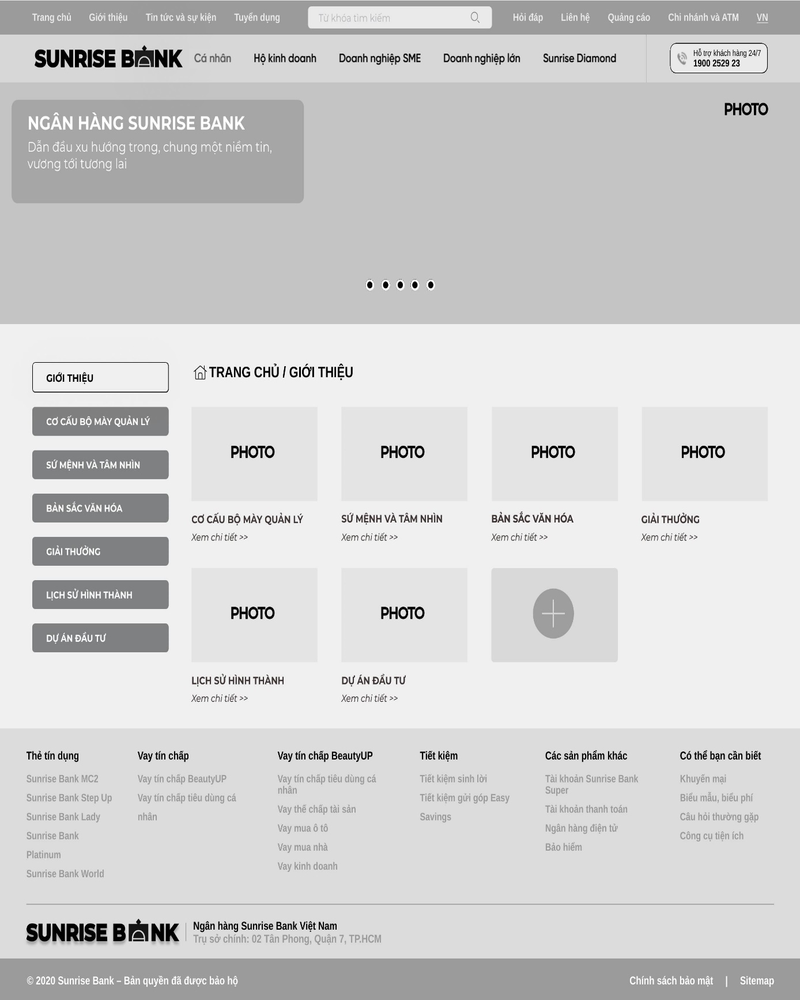 Trang chủ Giới thiệu Tin tức và sự kiện Tuyển dụng Từ khóa tìm kiếm Hỏi đáp Liên hệ Quảng cáo Chi nhánh và ATM VN
SUNRISE BANK Cá nhân Hộ kinh doanh Doanh nghiệp SME Doanh nghiệp lớn Sunrise Diamond
Hỗ trợ khách hàng 24/7
1900 2529 23
PHOTO
NGÂN HÀNG SUNRISE BANK
Dẫn đầu xu hướng trong, chung một niềm tin,
vương tới tương lai
GIỚI THIỆU
CƠ CẤU BỘ MÀY QUẢN LÝ
SỨ MỆNH VÀ TÂM NHÌN
BẢN SẮC VĂN HÓA
GIẢI THƯỞNG
LỊCH SỬ HÌNH THÀNH
DỰ ÁN ĐẦU TƯ
TRANG CHỦ / GIỚI THIỆU
PHOTO PHOTO PHOTO PHOTO
CƠ CẤU BỘ MÀY QUẢN LÝ SỨ MỆNH VÀ TÂM NHÌN BẢN SẮC VĂN HÓA GIẢI THƯỞNG
Xem chi tiết >> Xem chi tiết >> Xem chi tiết >> Xem chi tiết >>
PHOTO PHOTO
LỊCH SỬ HÌNH THÀNH DỰ ÁN ĐẦU TƯ
Xem chi tiết >> Xem chi tiết >>
Thẻ tín dụng
Sunrise Bank MC2
Sunrise Bank Step Up
Sunrise Bank Lady
Sunrise Bank
Platinum
Sunrise Bank World
Vay tín chấp
Vay tín chấp BeautyUP
Vay tín chấp tiêu dùng cá
nhân
Vay tín chấp BeautyUP
Vay tín chấp tiêu dùng cá
nhân
Vay thế chấp tài sản
Vay mua ô tô
Vay mua nhà
Vay kinh doanh
Tiết kiệm
Tiết kiệm sinh lời
Tiết kiệm gửi góp Easy
Savings
Các sản phẩm khác
Tài khoản Sunrise Bank
Super
Tài khoản thanh toán
Ngân hàng điện tử
Bảo hiểm
Có thể bạn cần biết
Khuyến mại
Biểu mẫu, biểu phí
Câu hỏi thường gặp
Công cụ tiện ích
SUNRISE BANK
Ngân hàng Sunrise Bank Việt Nam
Trụ sở chính: 02 Tân Phong, Quận 7, TP.HCM
© 2020 Sunrise Bank – Bản quyền đã được bảo hộ Chính sách bảo mật | Sitemap